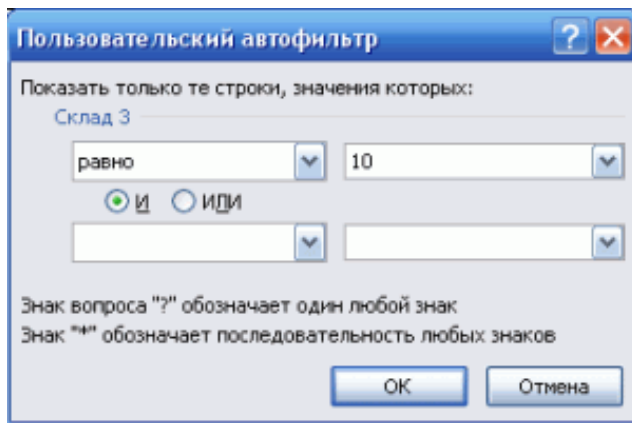 Пользовательский автофильтр
Показать только те строки, значения которых:
Склад 3
равно 10
И ИЛИ
Знак вопроса "?" обозначает один любой знак
Знак "*" обозначает последовательность любых знаков
ОК Отмена